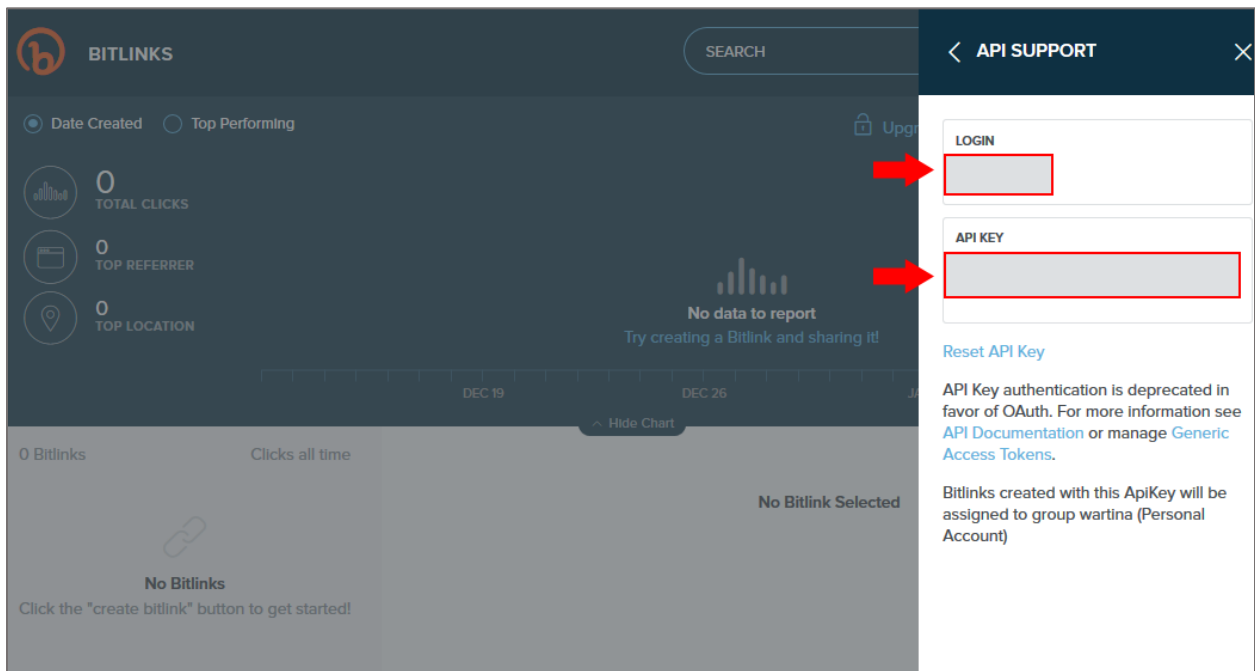 BITLINKS
SEARCH
Date Created
Top Performing
Upgr
0
TOTAL CLICKS
0
TOP REFERRER
0
TOP LOCATION
No data to report
Try creating a Bitlink and sharing it!
DEC 19
DEC 26
JA
Hide Chart
0 Bitlinks
Clicks all time
No Bitlinks
Click the "create bitlink" button to get started!
No Bitlink Selected
API SUPPORT
LOGIN
API KEY
Reset API Key
API Key authentication is deprecated in
favor of OAuth. For more information see
API Documentation or manage Generic
Access Tokens.
Bitlinks created with this ApiKey will be
assigned to group wartina (Personal
Account)